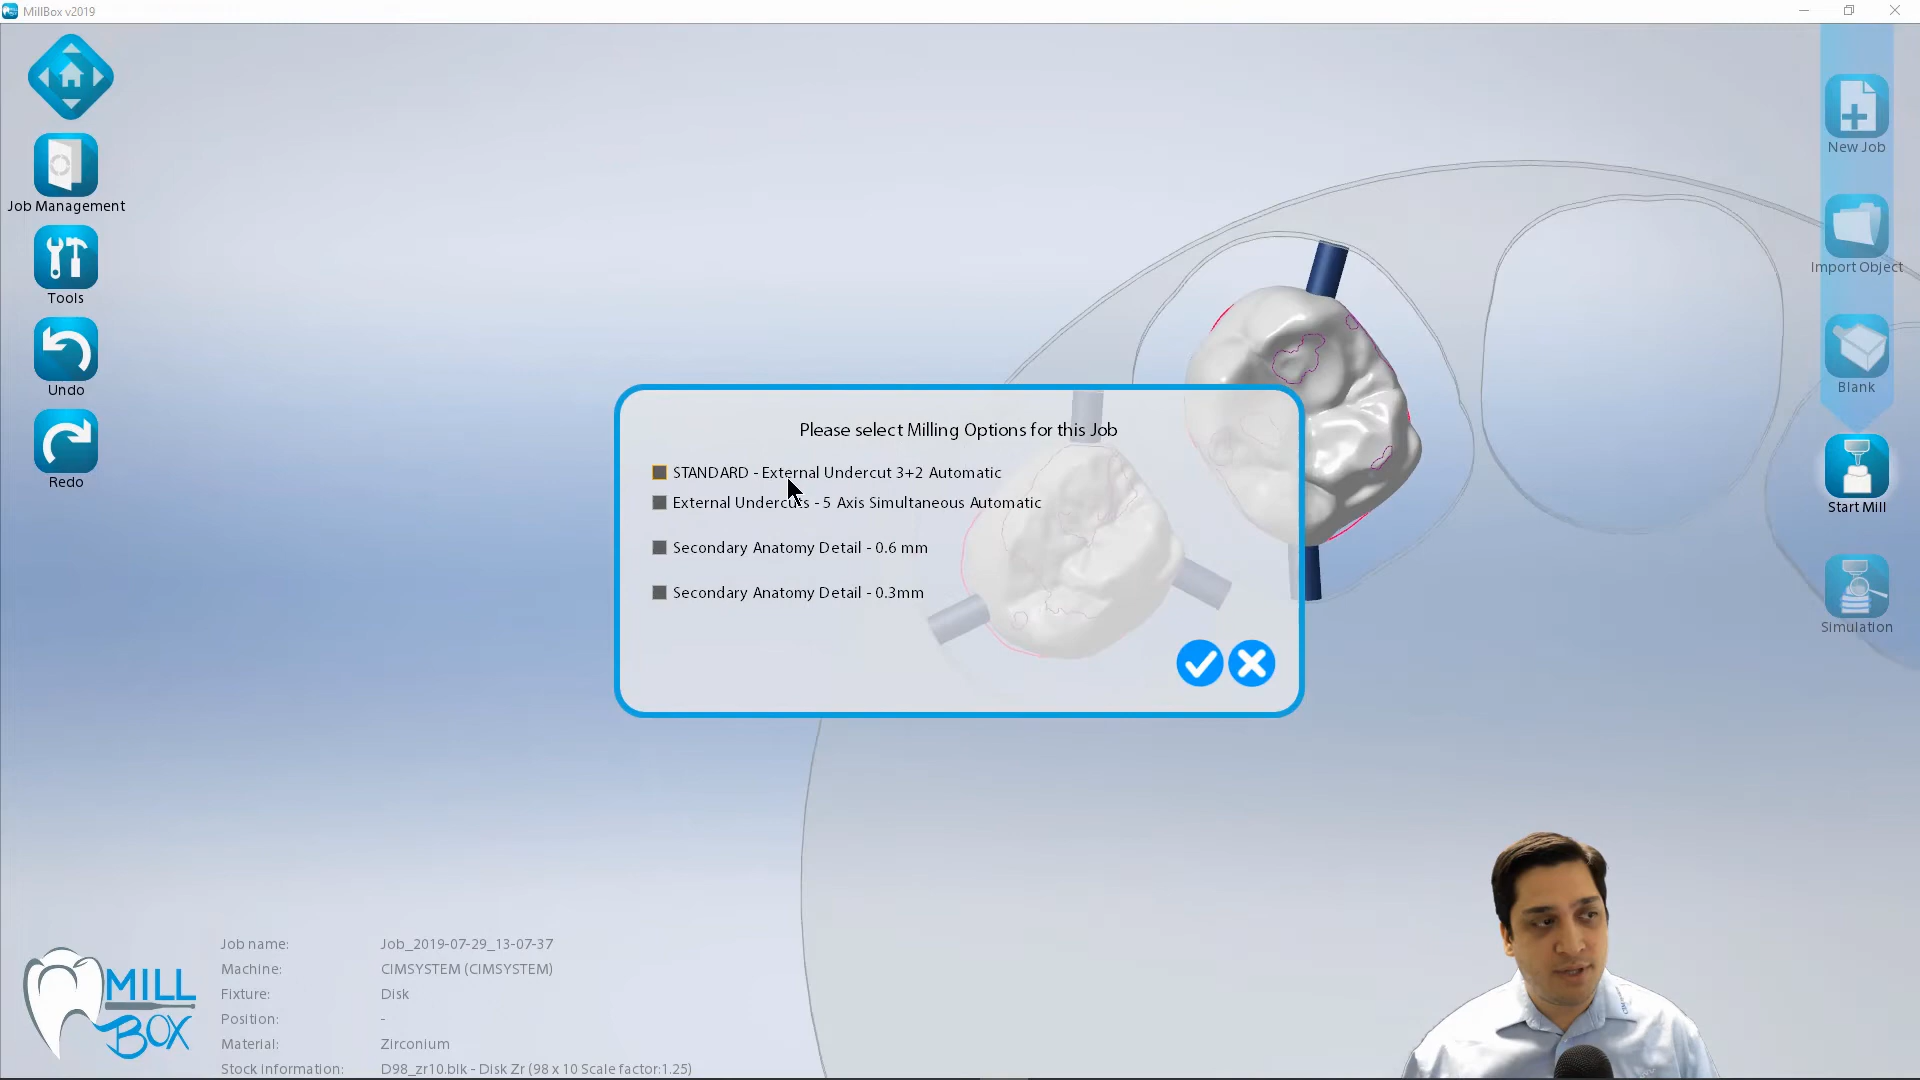 MillBox v2019
Job Management
Tools
Undo
Redo
New Job
Import Object
Blank
Start Mill
Simulation
Please select Milling Options for this Job
STANDARD - External Undercut 3+2 Automatic
External Undercuts - 5 Axis Simultaneous Automatic
Secondary Anatomy Detail - 0.6 mm
Secondary Anatomy Detail - 0.3mm
MILL
BOX
Job name: Job_2019-07-29_13-07-37
Machine: CIMSYSTEM (CIMSYSTEM)
Fixture: Disk
Position: -
Material: Zirconium
Stock information: D98_zr10.blk - Disk Zr (98 x 10 Scale factor:1.25)